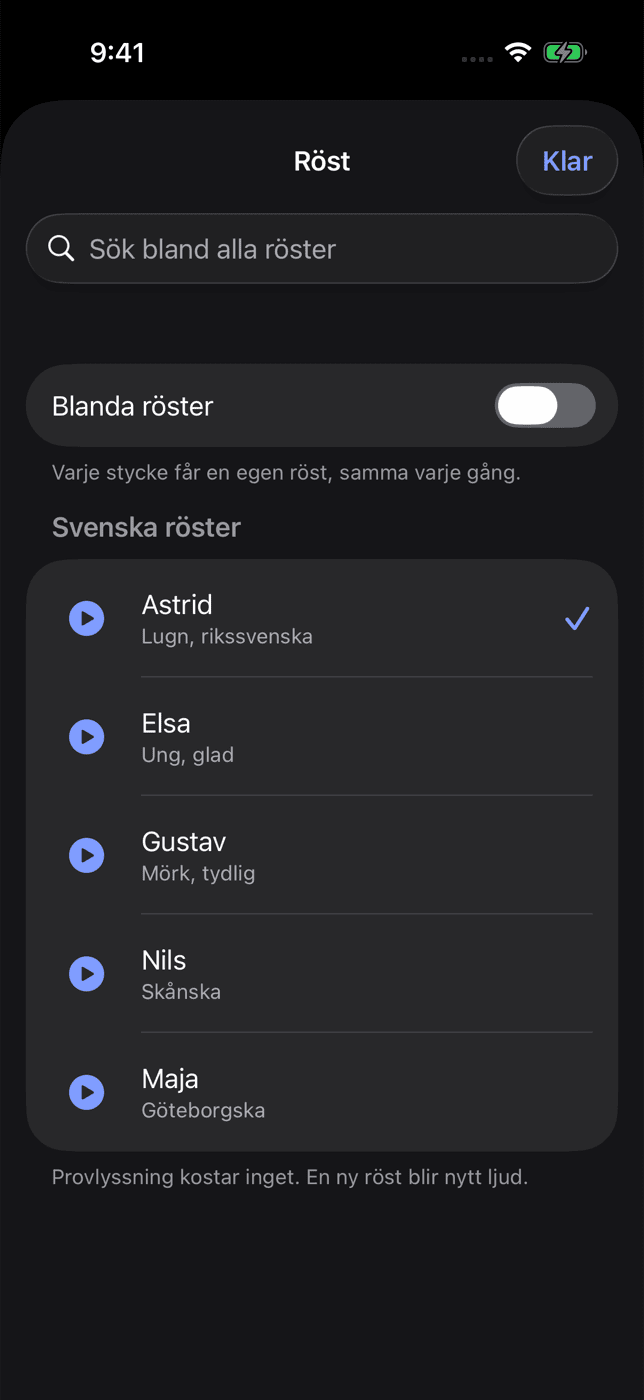 9:41
Röst
Klar
Sök bland alla röster
Blanda röster
Varje stycke får en egen röst, samma varje gång.
Svenska röster
Astrid
Lugn, rikssvenska
Elsa
Ung, glad
Gustav
Mörk, tydlig
Nils
Skånska
Maja
Göteborgska
Provlyssning kostar inget. En ny röst blir nytt ljud.